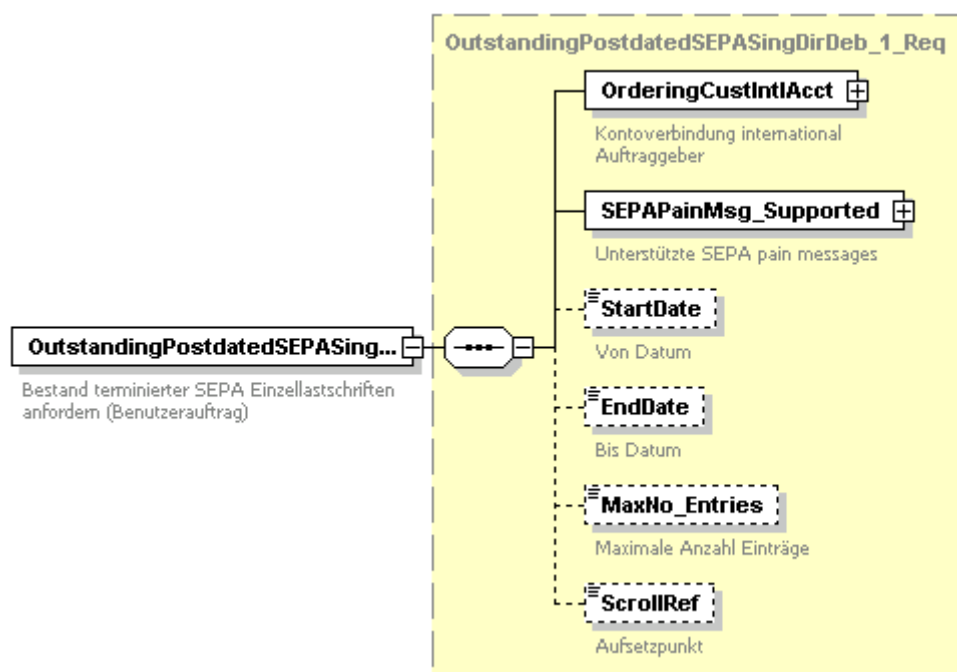 OutstandingPostdatedSEPASingDirDeb_1_Req
OrderingCustIntlAcct
Kontoverbindung international
Auftraggeber
SEPAPainMsg_Supported
Unterstützte SEPA pain messages
StartDate
Von Datum
OutstandingPostdatedSEPASing...
Bestand terminierter SEPA Einzellastschriften
anfordern (Benutzerauftrag)
EndDate
Bis Datum
MaxNo_Entries
Maximale Anzahl Einträge
ScrollRef
Aufsetzpunkt